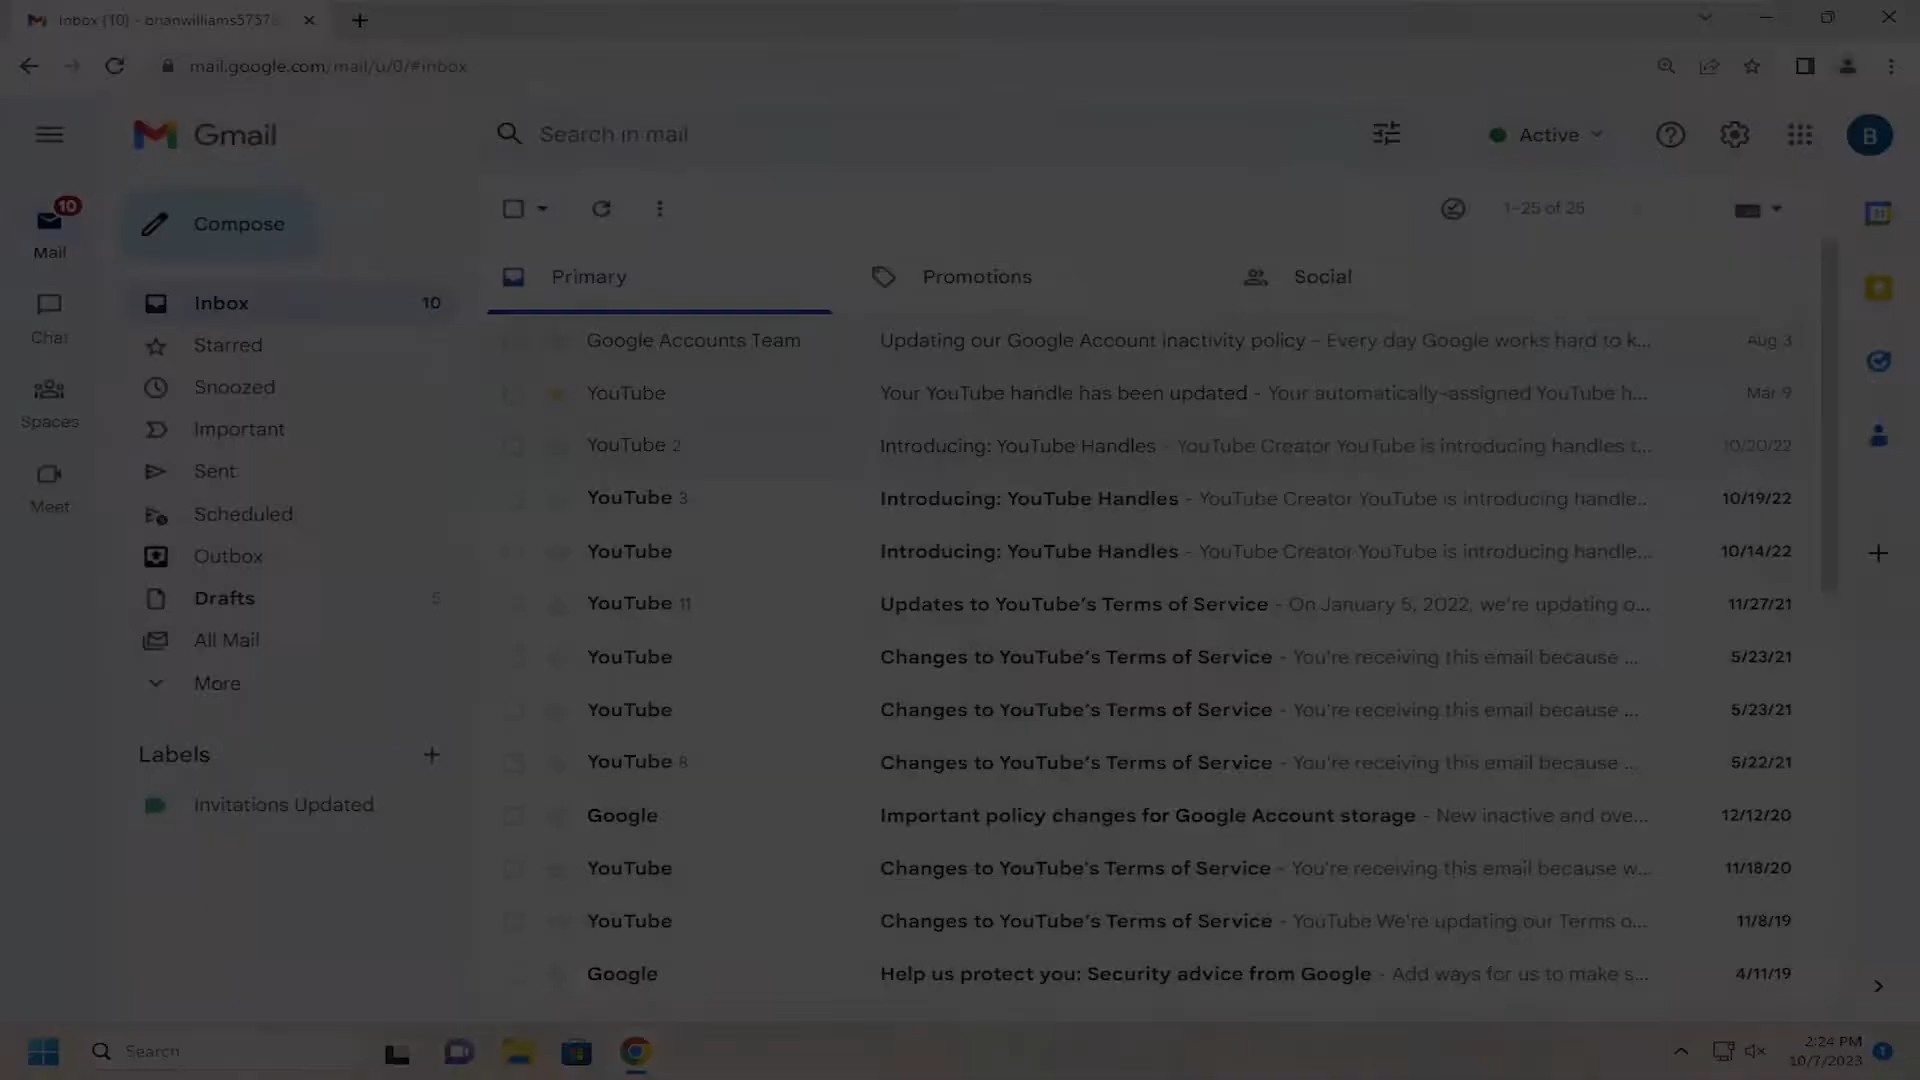 Inbox (10) - brianwilliams5757
mail.google.com/mail/u/0/#inbox
Gmail
Search in mail
Active
B
10
Mail
Compose
1–25 of 25
31
Primary
Promotions
Social
Inbox 10
Chat
Starred
Google Accounts Team Updating our Google Account inactivity policy – Every day Google works hard to k... Aug 3
Snoozed
YouTube Your YouTube handle has been updated - Your automatically-assigned YouTube h... Mar 9
Spaces
Important
YouTube 2 Introducing: YouTube Handles - YouTube Creator YouTube is introducing handles t... 10/20/22
Sent
Meet
YouTube 3 Introducing: YouTube Handles - YouTube Creator YouTube is introducing handle... 10/19/22
Scheduled
Outbox
YouTube Introducing: YouTube Handles - YouTube Creator YouTube is introducing handle... 10/14/22
Drafts 5
YouTube 11 Updates to YouTube's Terms of Service - On January 5, 2022, we're updating o... 11/27/21
All Mail
YouTube Changes to YouTube's Terms of Service - You're receiving this email because ... 5/23/21
More
YouTube Changes to YouTube's Terms of Service - You're receiving this email because ... 5/23/21
Labels
YouTube 8 Changes to YouTube's Terms of Service - You're receiving this email because ... 5/22/21
Invitations Updated
Google Important policy changes for Google Account storage - New inactive and ove... 12/12/20
YouTube Changes to YouTube's Terms of Service - You're receiving this email because w... 11/18/20
YouTube Changes to YouTube's Terms of Service - YouTube We're updating our Terms o... 11/8/19
Google Help us protect you: Security advice from Google - Add ways for us to make s... 4/11/19
Search
2:24 PM
10/7/2023
1